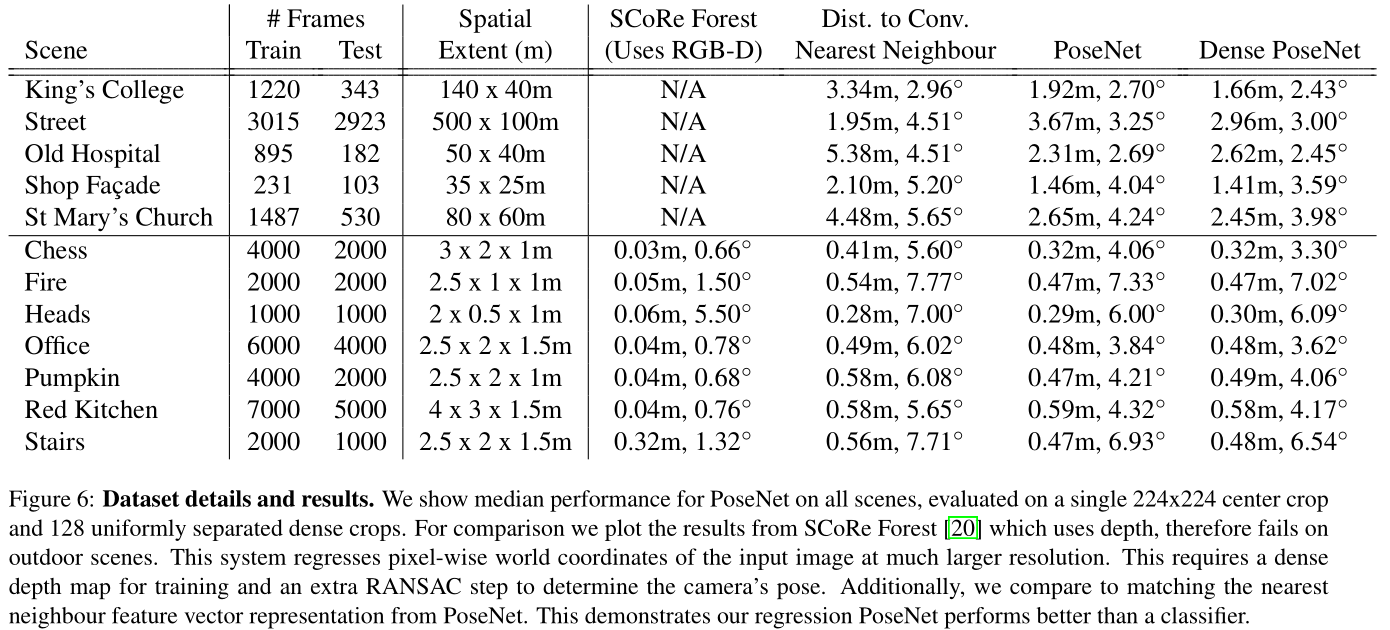 # Frames Spatial SCoRe Forest Dist. to Conv.
Scene Train Test Extent (m) (Uses RGB-D) Nearest Neighbour PoseNet Dense PoseNet
King's College 1220 343 140 x 40m N/A 3.34m, 2.96° 1.92m, 2.70° 1.66m, 2.43°
Street 3015 2923 500 x 100m N/A 1.95m, 4.51° 3.67m, 3.25° 2.96m, 3.00°
Old Hospital 895 182 50 x 40m N/A 5.38m, 4.51° 2.31m, 2.69° 2.62m, 2.45°
Shop Façade 231 103 35 x 25m N/A 2.10m, 5.20° 1.46m, 4.04° 1.41m, 3.59°
St Mary's Church 1487 530 80 x 60m N/A 4.48m, 5.65° 2.65m, 4.24° 2.45m, 3.98°
Chess 4000 2000 3 x 2 x 1m 0.03m, 0.66° 0.41m, 5.60° 0.32m, 4.06° 0.32m, 3.30°
Fire 2000 2000 2.5 x 1 x 1m 0.05m, 1.50° 0.54m, 7.77° 0.47m, 7.33° 0.47m, 7.02°
Heads 1000 1000 2 x 0.5 x 1m 0.06m, 5.50° 0.28m, 7.00° 0.29m, 6.00° 0.30m, 6.09°
Office 6000 4000 2.5 x 2 x 1.5m 0.04m, 0.78° 0.49m, 6.02° 0.48m, 3.84° 0.48m, 3.62°
Pumpkin 4000 2000 2.5 x 2 x 1m 0.04m, 0.68° 0.58m, 6.08° 0.47m, 4.21° 0.49m, 4.06°
Red Kitchen 7000 5000 4 x 3 x 1.5m 0.04m, 0.76° 0.58m, 5.65° 0.59m, 4.32° 0.58m, 4.17°
Stairs 2000 1000 2.5 x 2 x 1.5m 0.32m, 1.32° 0.56m, 7.71° 0.47m, 6.93° 0.48m, 6.54°
Figure 6: Dataset details and results. We show median performance for PoseNet on all scenes, evaluated on a single 224x224 center crop
and 128 uniformly separated dense crops. For comparison we plot the results from SCoRe Forest [20] which uses depth, therefore fails on
outdoor scenes. This system regresses pixel-wise world coordinates of the input image at much larger resolution. This requires a dense
depth map for training and an extra RANSAC step to determine the camera's pose. Additionally, we compare to matching the nearest
neighbour feature vector representation from PoseNet. This demonstrates our regression PoseNet performs better than a classifier.